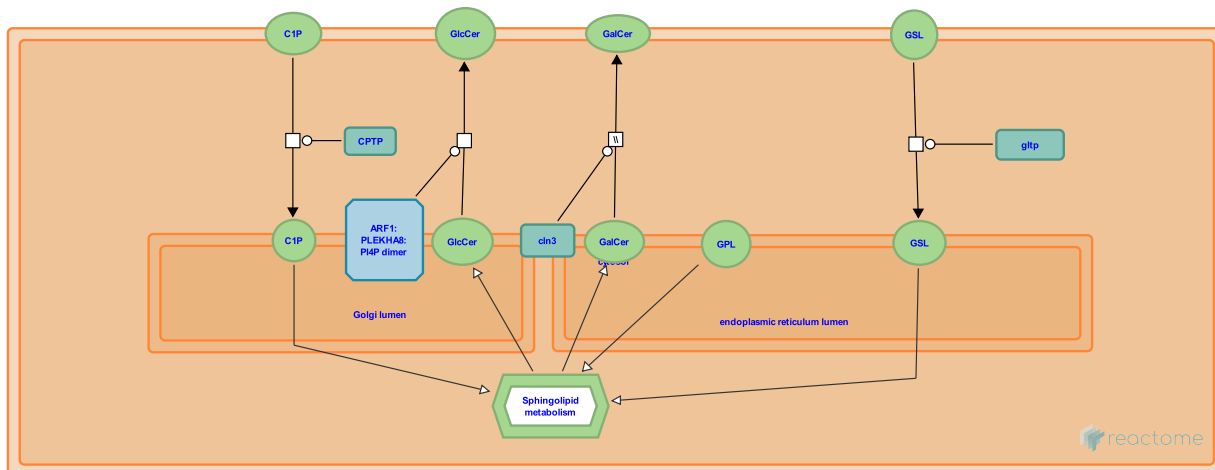 C1P
GlcCer
GalCer
GSL
CPTP
\\
gltp
ARF1:
PLEKHA8:
PI4P dimer
C1P
GlcCer
cln3
GalCer
GPL
GSL
Golgi lumen
endoplasmic reticulum lumen
Sphingolipid
metabolism
reactome